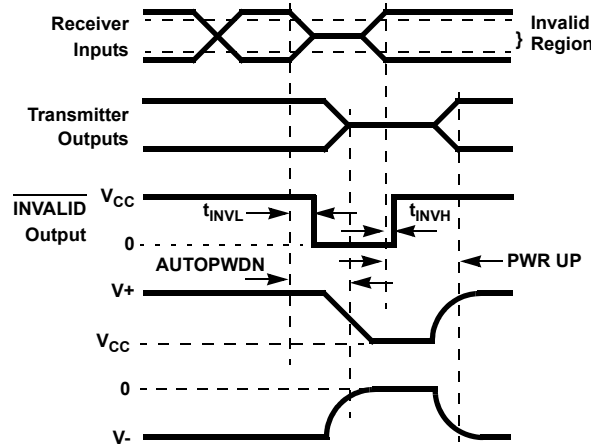 Receiver
Inputs
} Invalid
Region
Transmitter
Outputs
INVALID
Output
VCC
0
tINVL
tINVH
AUTOPWDN
PWR UP
V+
VCC
0
V-